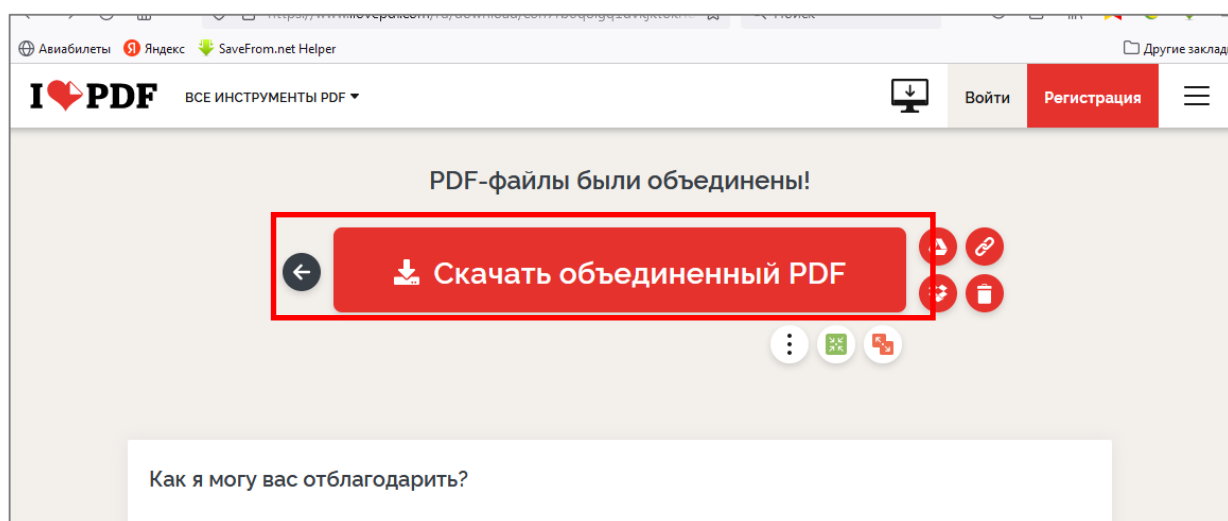 Авиабилеты Яндекс SaveFrom.net Helper Другие заклад
I PDF ВСЕ ИНСТРУМЕНТЫ PDF Войти Регистрация
PDF-файлы были объединены!
Скачать объединенный PDF
Как я могу вас отблагодарить?